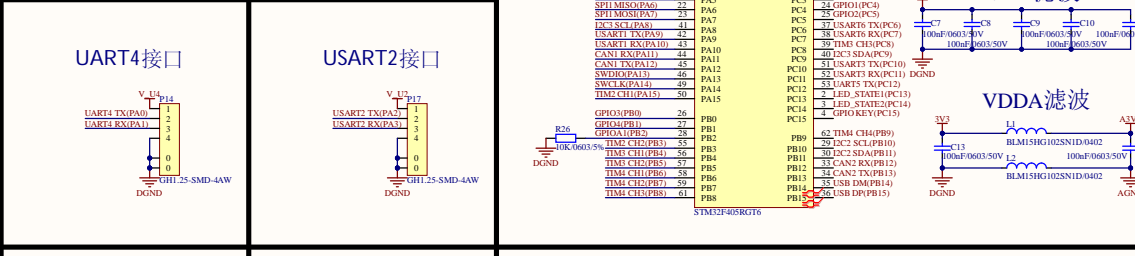 UART4接口
V_U4
P14
UART4 TX(PA0)
UART4 RX(PA1)
1
2
3
4
0
0
GH1.25-SMD-4AW
DGND
USART2接口
V_U2
P17
USART2 TX(PA2)
USART2 RX(PA3)
1
2
3
4
0
0
GH1.25-SMD-4AW
DGND
SPI1 MISO(PA6) 22 PA6
SPI1 MOSI(PA7) 23 PA7
I2C3 SCL(PA8) 41 PA8
USART1 TX(PA9) 42 PA9
USART1 RX(PA10) 43 PA10
CAN1 RX(PA11) 44 PA11
CAN1 TX(PA12) 45 PA12
SWDIO(PA13) 46 PA13
SWCLK(PA14) 49 PA14
TIM2 CH1(PA15) 50 PA15
GPIO3(PB0) 26 PB0
GPIO4(PB1) 27 PB1
GPIOA1(PB2) 28 PB2
TIM2 CH2(PB3) 55 PB3
TIM3 CH1(PB4) 56 PB4
TIM3 CH2(PB5) 57 PB5
TIM4 CH1(PB6) 58 PB6
TIM4 CH2(PB7) 59 PB7
TIM4 CH3(PB8) 61 PB8
R26
10K/0603/5%
DGND
PC4 24 GPIO1(PC4)
PC5 25 GPIO2(PC5)
PC6 37 USART6 TX(PC6)
PC7 38 USART6 RX(PC7)
PC8 39 TIM3 CH3(PC8)
PC9 40 I2C3 SDA(PC9)
PC10 51 USART3 TX(PC10)
PC11 52 USART3 RX(PC11)
PC12 53 UART5 TX(PC12)
PC13 2 LED_STATE1(PC13)
PC14 3 LED_STATE2(PC14)
PC15 4 GPIO KEY(PC15)
PB9 62 TIM4 CH4(PB9)
PB10 29 I2C2 SCL(PB10)
PB11 30 I2C2 SDA(PB11)
PB12 33 CAN2 RX(PB12)
PB13 34 CAN2 TX(PB13)
PB14 35 USB DM(PB14)
PB15 36 USB DP(PB15)
STM32F405RGT6
C7 C8 C9 C10
100nF/0603/50V
100nF/0603/50V
100nF/0603/50V
100nF/0603/50V
DGND
VDDA滤波
3V3
L1
BLM15HG102SN1D/0402
C13
100nF/0603/50V
100nF/0603/50V
L2
BLM15HG102SN1D/0402
DGND